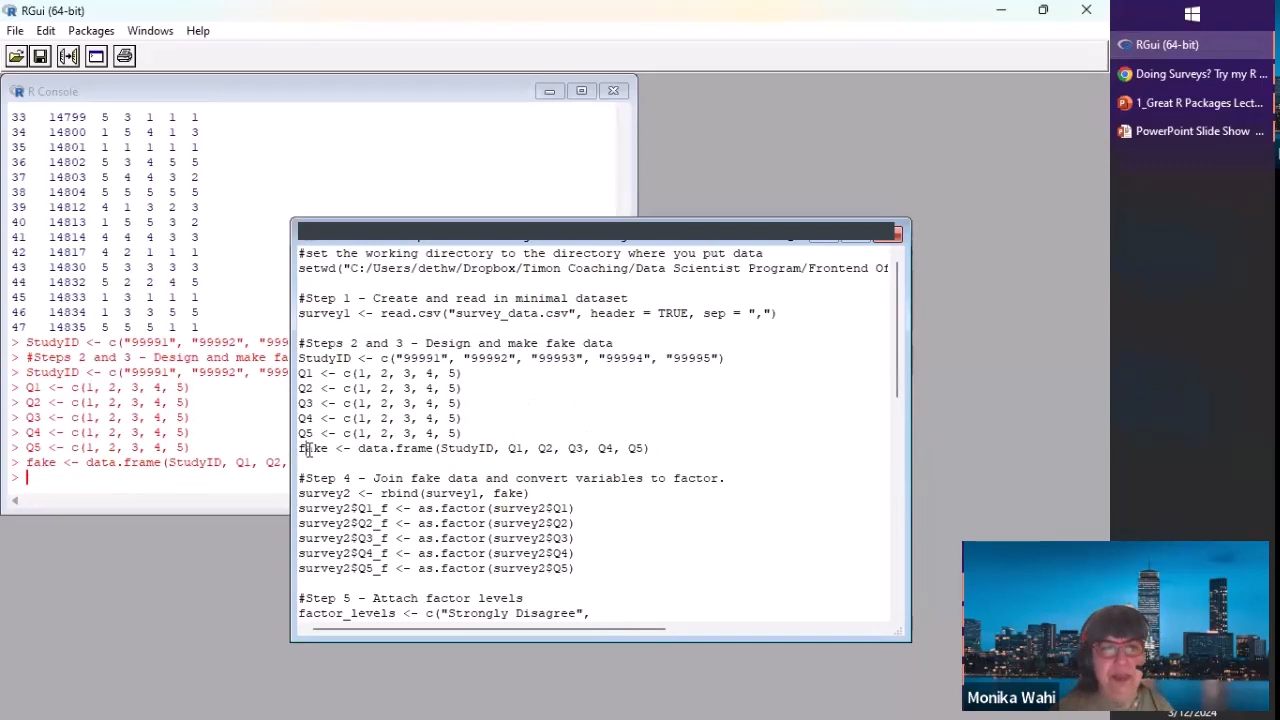 RGui (64-bit)
File Edit Packages Windows Help
R Console
33 14799 5 3 1 1 1
34 14800 1 5 4 1 3
35 14801 1 1 1 1 1
36 14802 5 3 4 5 5
37 14803 5 4 4 3 2
38 14804 5 5 5 5 5
39 14812 4 1 3 2 3
40 14813 1 5 5 3 2
41 14814 4 4 4 3 3
42 14817 4 2 1 1 1
43 14830 5 3 3 3 3
44 14832 5 2 2 4 5
45 14833 1 3 1 1 1
46 14834 1 3 3 5 5
47 14835 5 5 5 1 1
> StudyID <- c("99991", "99992", "999
> #Steps 2 and 3 - Design and make fa
> StudyID <- c("99991", "99992", "999
> Q1 <- c(1, 2, 3, 4, 5)
> Q2 <- c(1, 2, 3, 4, 5)
> Q3 <- c(1, 2, 3, 4, 5)
> Q4 <- c(1, 2, 3, 4, 5)
> Q5 <- c(1, 2, 3, 4, 5)
> fake <- data.frame(StudyID, Q1, Q2,
>
#set the working directory to the directory where you put data
setwd("C:/Users/dethw/Dropbox/Timon Coaching/Data Scientist Program/Frontend Of
#Step 1 - Create and read in minimal dataset
survey1 <- read.csv("survey_data.csv", header = TRUE, sep = ",")
#Steps 2 and 3 - Design and make fake data
StudyID <- c("99991", "99992", "99993", "99994", "99995")
Q1 <- c(1, 2, 3, 4, 5)
Q2 <- c(1, 2, 3, 4, 5)
Q3 <- c(1, 2, 3, 4, 5)
Q4 <- c(1, 2, 3, 4, 5)
Q5 <- c(1, 2, 3, 4, 5)
fake <- data.frame(StudyID, Q1, Q2, Q3, Q4, Q5)
#Step 4 - Join fake data and convert variables to factor.
survey2 <- rbind(survey1, fake)
survey2$Q1_f <- as.factor(survey2$Q1)
survey2$Q2_f <- as.factor(survey2$Q2)
survey2$Q3_f <- as.factor(survey2$Q3)
survey2$Q4_f <- as.factor(survey2$Q4)
survey2$Q5_f <- as.factor(survey2$Q5)
#Step 5 - Attach factor levels
factor_levels <- c("Strongly Disagree",
RGui (64-bit)
Doing Surveys? Try my R ...
1_Great R Packages Lect...
PowerPoint Slide Show ...
Monika Wahi
3/12/2024